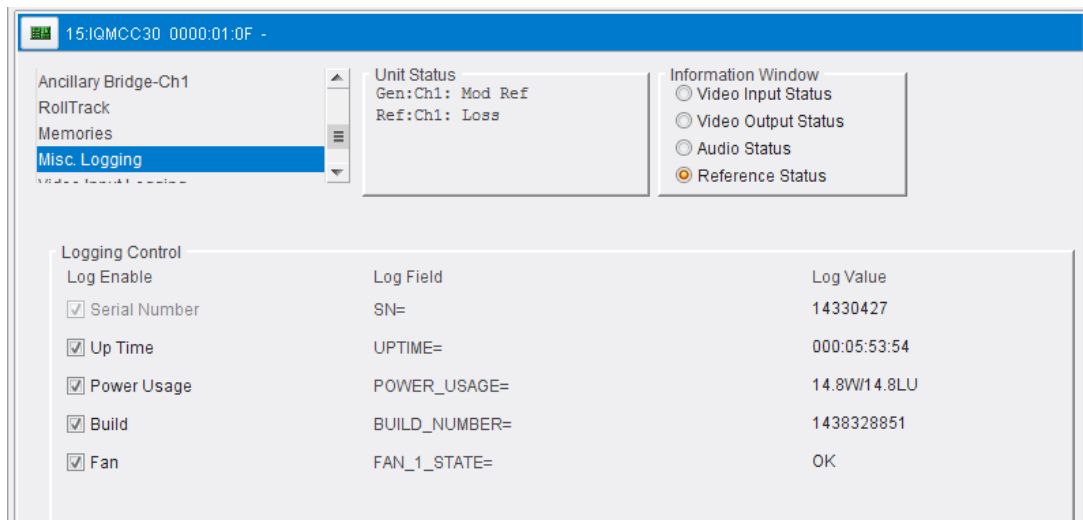 15:IQMCC30 0000:01:0F -
Ancillary Bridge-Ch1
RollTrack
Memories
Misc. Logging
Unit Status
Gen:Ch1: Mod Ref
Ref:Ch1: Loss
Information Window
Video Input Status
Video Output Status
Audio Status
Reference Status
Logging Control
Log Enable Log Field Log Value
Serial Number SN= 14330427
Up Time UPTIME= 000:05:53:54
Power Usage POWER_USAGE= 14.8W/14.8LU
Build BUILD_NUMBER= 1438328851
Fan FAN_1_STATE= OK